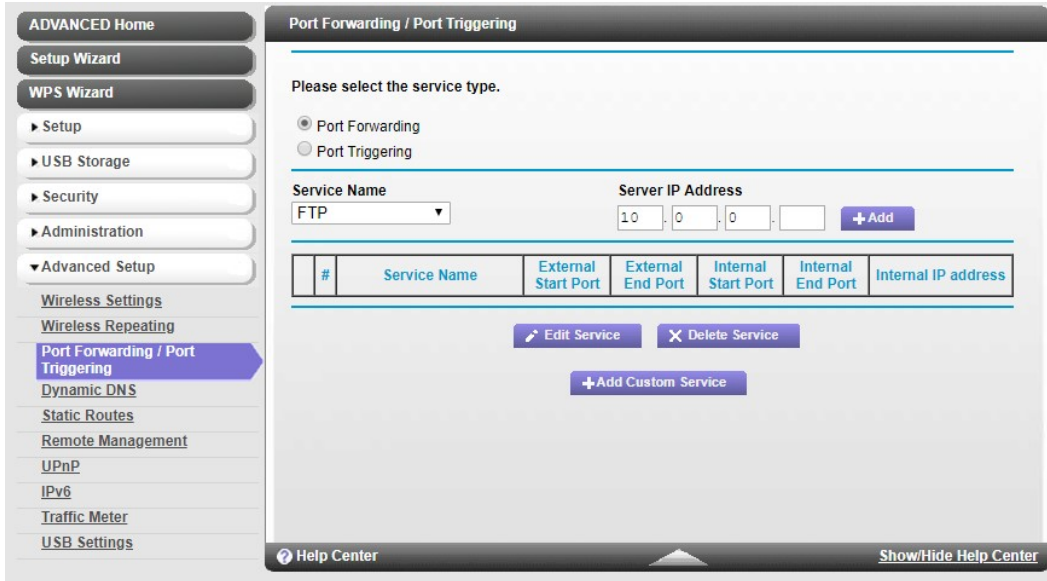 ADVANCED Home
Setup Wizard
WPS Wizard
Setup
USB Storage
Security
Administration
Advanced Setup
Wireless Settings
Wireless Repeating
Port Forwarding / Port
Triggering
Dynamic DNS
Static Routes
Remote Management
UPnP
IPv6
Traffic Meter
USB Settings
Port Forwarding / Port Triggering
Please select the service type.
Port Forwarding
Port Triggering
Service Name
Server IP Address
FTP
10 . 0 . 0 .
+Add
# Service Name External Start Port External End Port Internal Start Port Internal End Port Internal IP address
Edit Service
X Delete Service
+Add Custom Service
? Help Center
Show/Hide Help Center